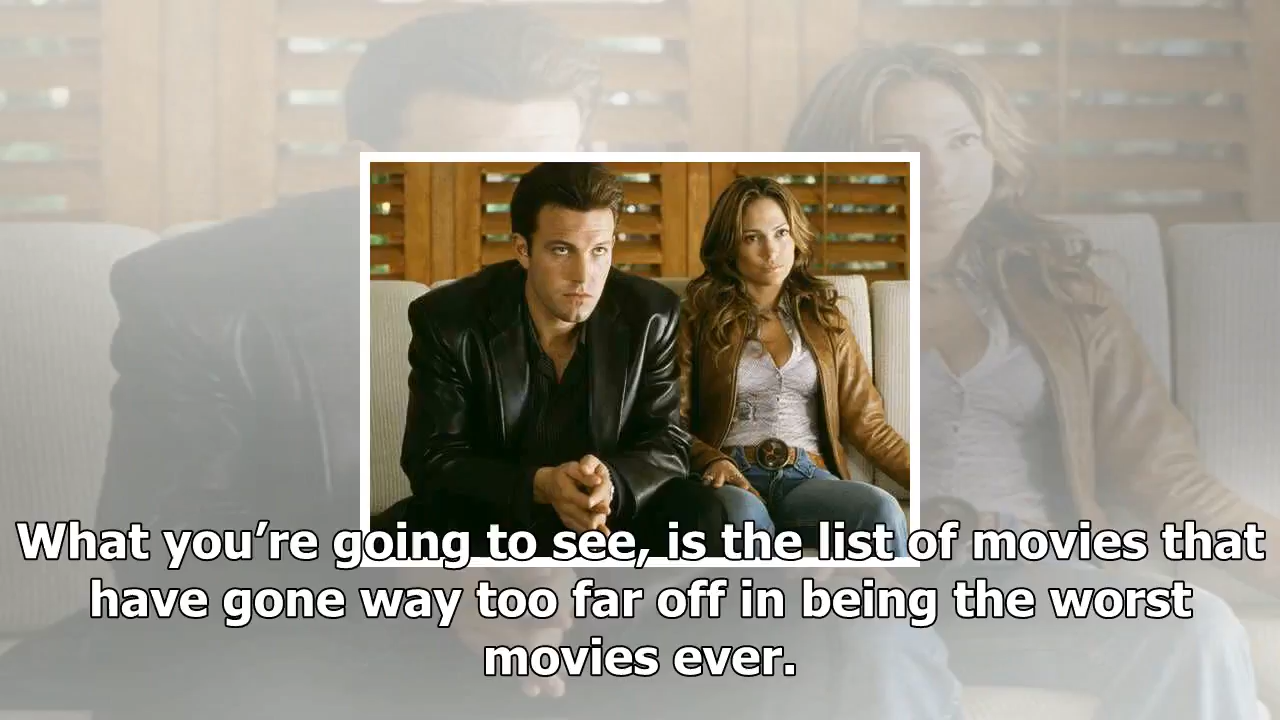 What you’re going to see, is the list of movies that
have gone way too far off in being the worst
movies ever.